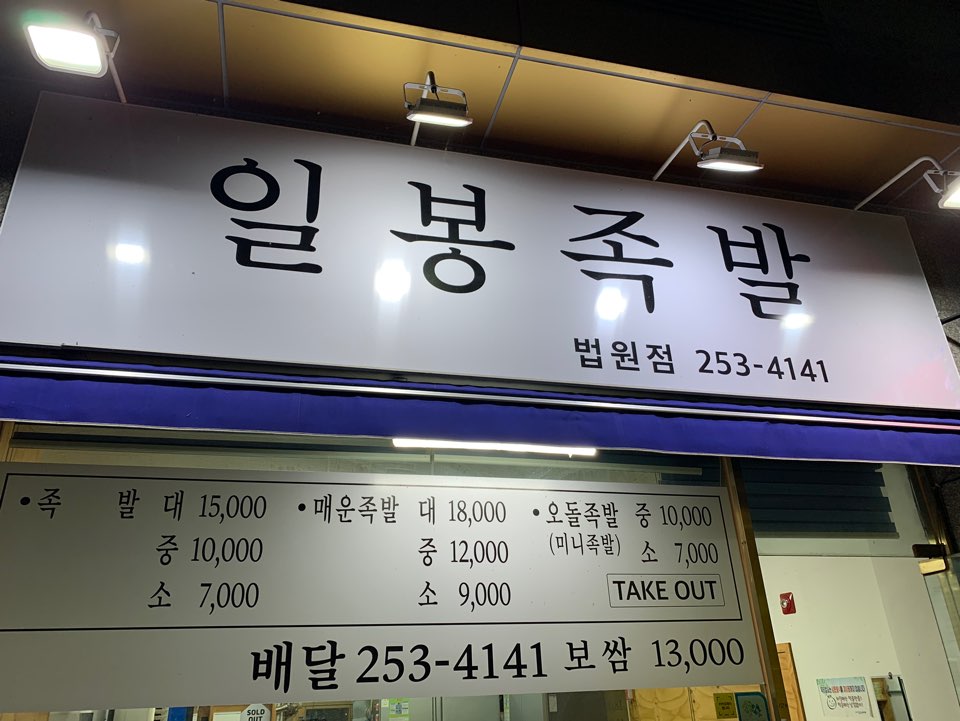 일봉족발
법원점 253-4141
•족 발 대 15,000 •매운족발 대 18,000 •오돌족발 중 10,000
중 10,000 중 12,000 (미니족발) 소 7,000
소 7,000 소 9,000 TAKE OUT
배달 253-4141 보쌈 13,000
SOLD
OUT